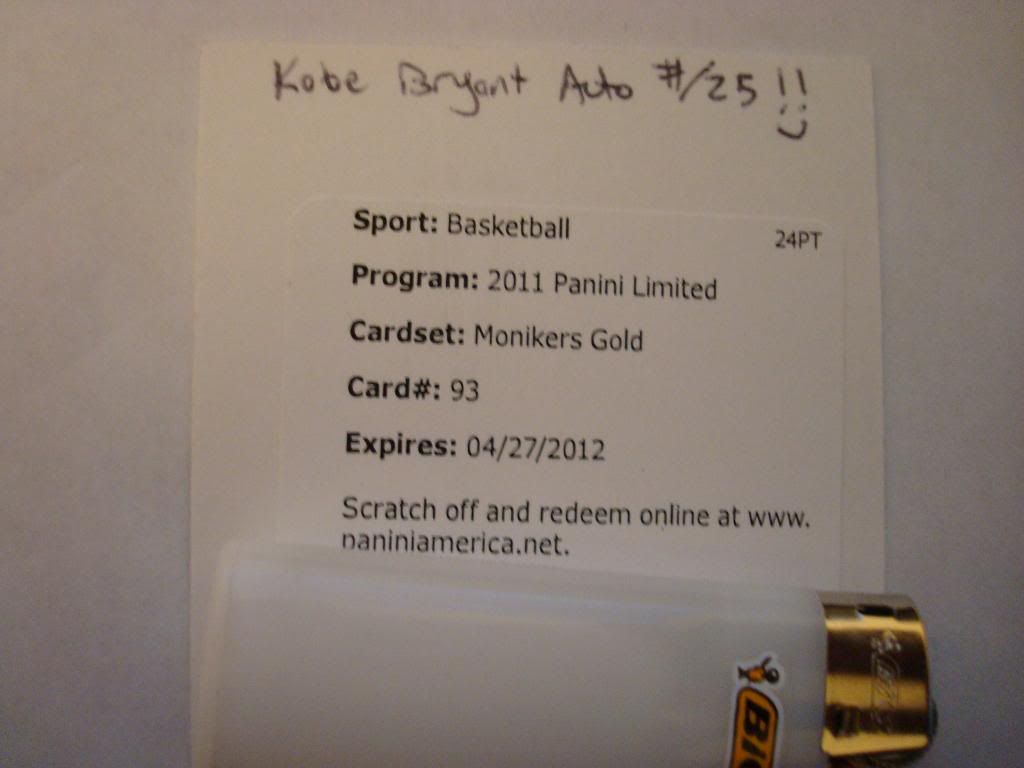 Kobe Bryant Auto #/25 !!
Sport: Basketball
24PT
Program: 2011 Panini Limited
Cardset: Monikers Gold
Card#: 93
Expires: 04/27/2012
Scratch off and redeem online at www.
paniniamerica.net.
BIC